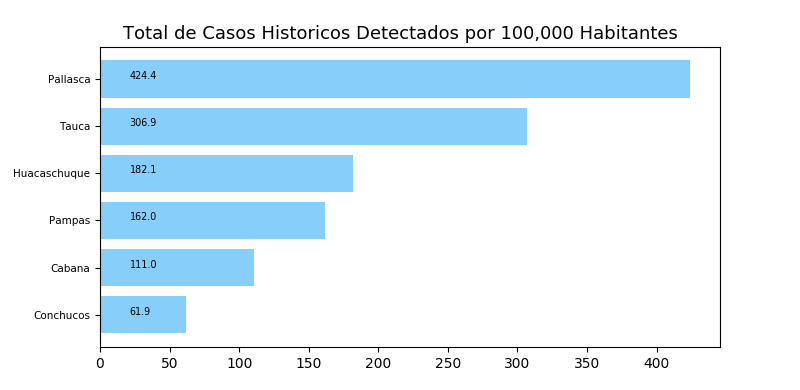 Total de Casos Historicos Detectados por 100,000 Habitantes
Pallasca 424.4
Tauca 306.9
Huacaschuque 182.1
Pampas 162.0
Cabana 111.0
Conchucos 61.9
0 50 100 150 200 250 300 350 400